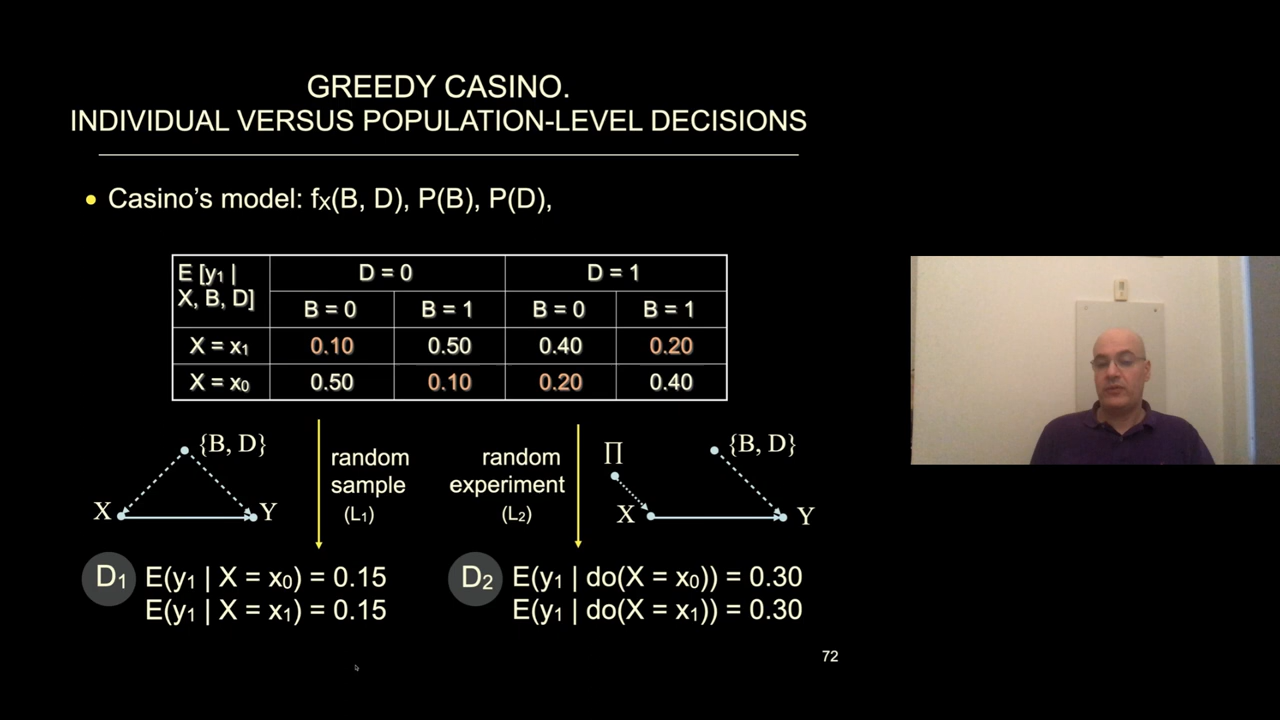 GREEDY CASINO.
INDIVIDUAL VERSUS POPULATION-LEVEL DECISIONS
• Casino's model: fx(B, D), P(B), P(D),
E [y₁ | X, B, D]
D = 0
D = 1
B = 0
B = 1
B = 0
B = 1
X = x₁ 0.10 0.50 0.40 0.20
X = x₀ 0.50 0.10 0.20 0.40
{B, D}
X
Y
random
sample
(L₁)
random
experiment
(L₂)
Π
{B, D}
X
Y
D₁
E(y₁ | X = x₀) = 0.15
E(y₁ | X = x₁) = 0.15
D₂
E(y₁ | do(X = x₀)) = 0.30
E(y₁ | do(X = x₁)) = 0.30
72